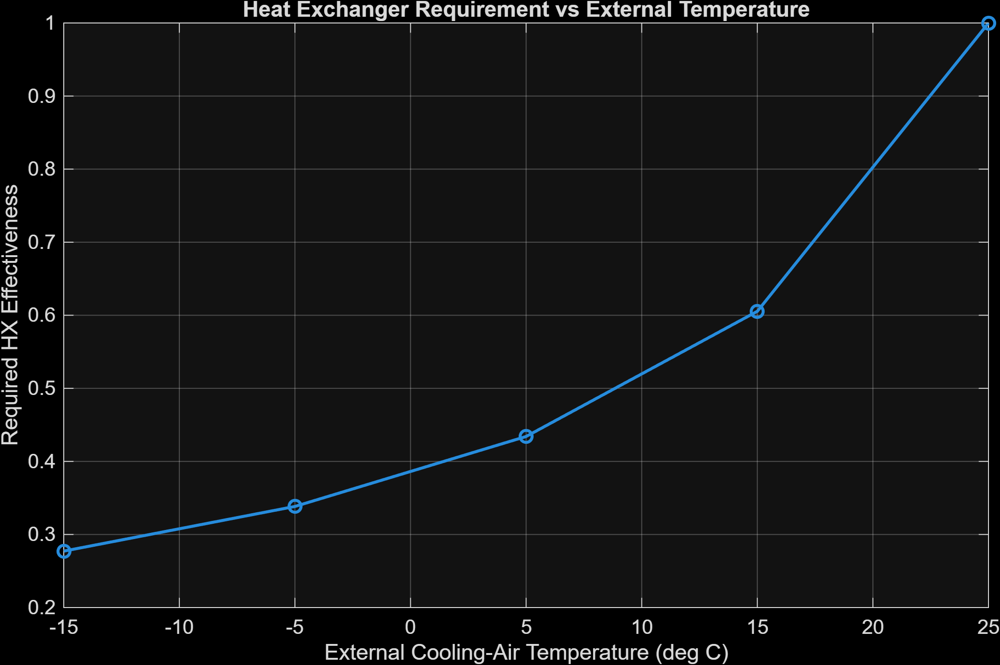 Heat Exchanger Requirement vs External Temperature
1
0.9
0.8
0.7
0.6
0.5
0.4
0.3
0.2
Required HX Effectiveness
-15 -10 -5 0 5 10 15 20 25
External Cooling-Air Temperature (deg C)